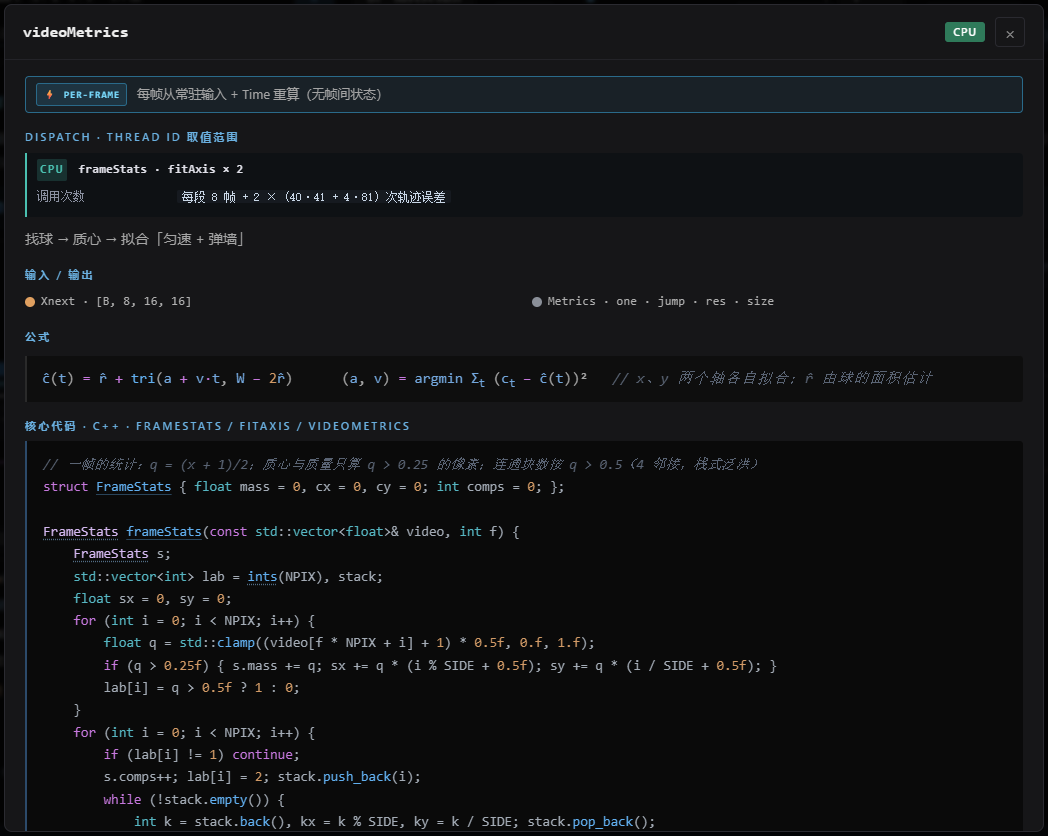 videoMetrics
CPU
×
PER-FRAME 每帧从常驻输入 + Time 重算（无帧间状态）
DISPATCH · THREAD ID 取值范围
CPU frameStats · fitAxis × 2
调用次数 每段 8 帧 + 2 × (40·41 + 4·81) 次轨迹误差
找球 → 质心 → 拟合「匀速 + 弹墙」
输入 / 输出
Xnext · [B, 8, 16, 16]
Metrics · one · jump · res · size
公式
ĉ(t) = r̂ + tri(a + v·t, W − 2r̂) (a, v) = argmin Σt (ct − ĉ(t))² // x、y 两个轴各自拟合；r̂ 由球的面积估计
核心代码 · C++ · FRAMESTATS / FITAXIS / VIDEOMETRICS
// 一帧的统计：q = (x + 1)/2；质心与质量只算 q > 0.25 的像素；连通块数按 q > 0.5（4 邻接，栈式泛洪）
struct FrameStats { float mass = 0, cx = 0, cy = 0; int comps = 0; };
FrameStats frameStats(const std::vector<float>& video, int f) {
FrameStats s;
std::vector<int> lab = ints(NPIX), stack;
float sx = 0, sy = 0;
for (int i = 0; i < NPIX; i++) {
float q = std::clamp((video[f * NPIX + i] + 1) * 0.5f, 0.f, 1.f);
if (q > 0.25f) { s.mass += q; sx += q * (i % SIDE + 0.5f); sy += q * (i / SIDE + 0.5f); }
lab[i] = q > 0.5f ? 1 : 0;
}
for (int i = 0; i < NPIX; i++) {
if (lab[i] != 1) continue;
s.comps++; lab[i] = 2; stack.push_back(i);
while (!stack.empty()) {
int k = stack.back(), kx = k % SIDE, ky = k / SIDE; stack.pop_back();